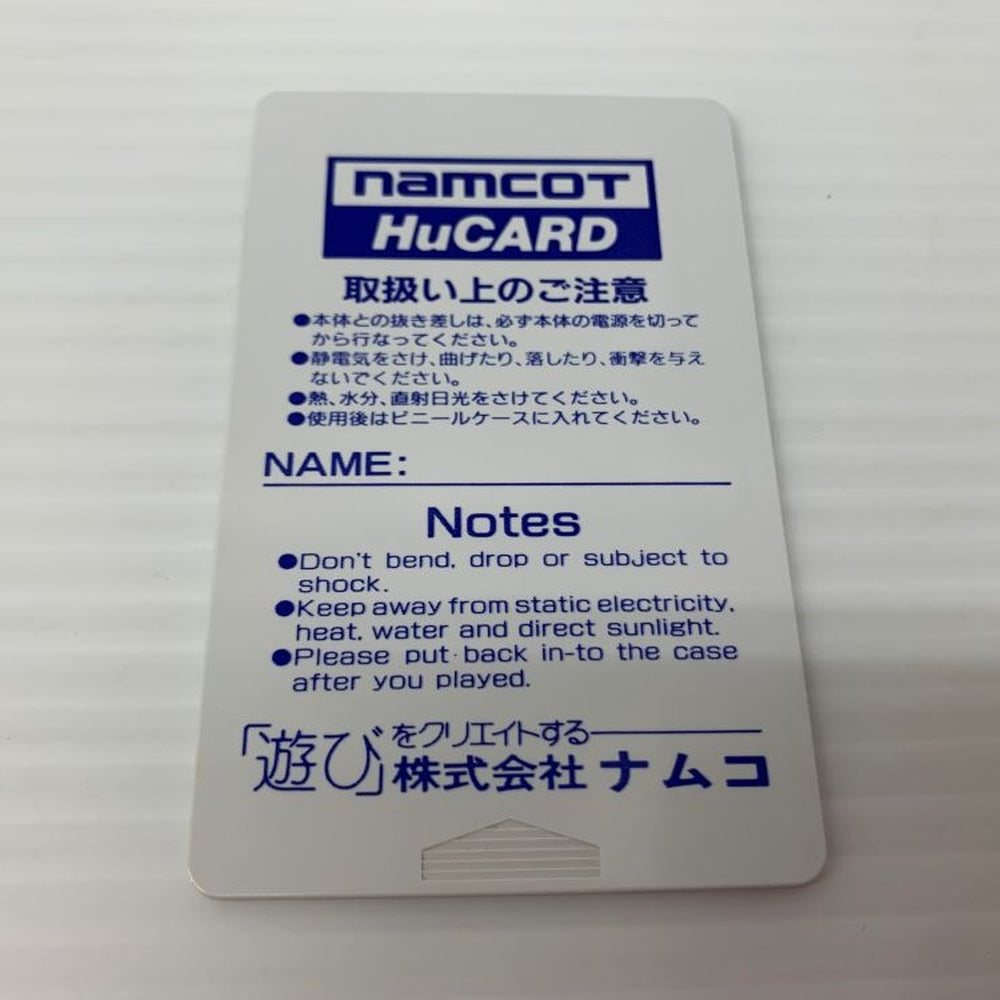 namcot
HuCARD
取扱い上のご注意
●本体との抜き差しは、必ず本体の電源を切って
から行なってください。
●静電気をさけ、曲げたり、落したり、衝撃を与え
ないでください。
●熱、水分、直射日光をさけてください。
●使用後はビニールケースに入れてください。
NAME:
Notes
●Don't bend, drop or subject to
shock.
●Keep away from static electricity,
heat, water and direct sunlight.
●Please put back in-to the case
after you played.
「遊び」をクリエイトする
株式会社ナムコ